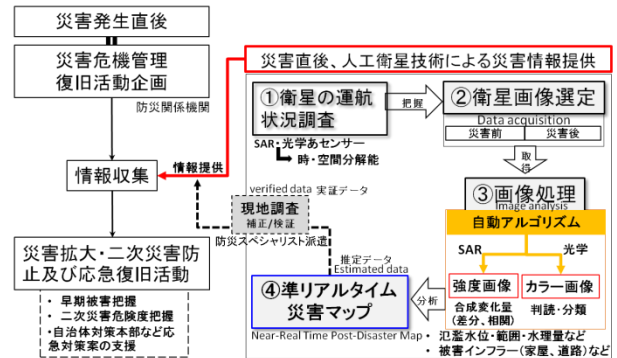 災害発生直後
災害危機管理
復旧活動企画
防災関係機関
情報収集
情報提供
災害拡大・二次災害防
止及び応急復旧活動
・ 早期被害把握
・ 二次災害危険度把握
・自治体対策本部など応
急対策案の支援
災害直後、人工衛星技術による災害情報提供
①衛星の運航
状況調査
把握
②衛星画像選定
Data acquisition
災害前
災害後
SAR・光学あセンサー
時・空間分解能
取得
verified data 実証データ
現地調査
補正/検証
防災スペシャリスト派遣
③画像処理
Image analysis
自動アルゴリズム
SAR
光学
推定データ
Estimated data
④準リアルタイム
災害マップ
分析
強度画像
カラー画像
合成変化量
(差分、相関)
判読・分類
Near-Real Time Post-Disaster Map
・ 氾濫水位・範囲・水理量など
・ 被害インフラー(家屋、道路)など